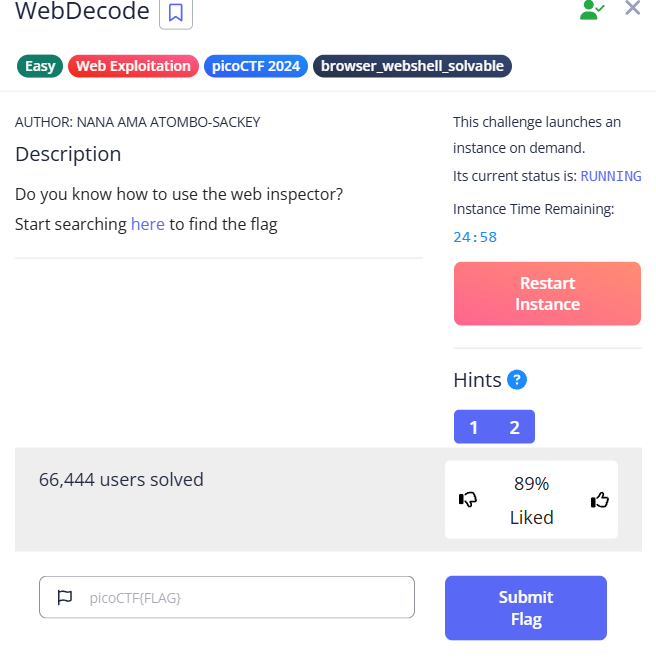 WebDecode
Easy
Web Exploitation
picoCTF 2024
browser_webshell_solvable
AUTHOR: NANA AMA ATOMBO-SACKEY
Description
Do you know how to use the web inspector?
Start searching here to find the flag
This challenge launches an
instance on demand.
Its current status is: RUNNING
Instance Time Remaining:
24:58
Restart
Instance
Hints ?
1 2
66,444 users solved
89%
Liked
picoCTF{FLAG}
Submit
Flag